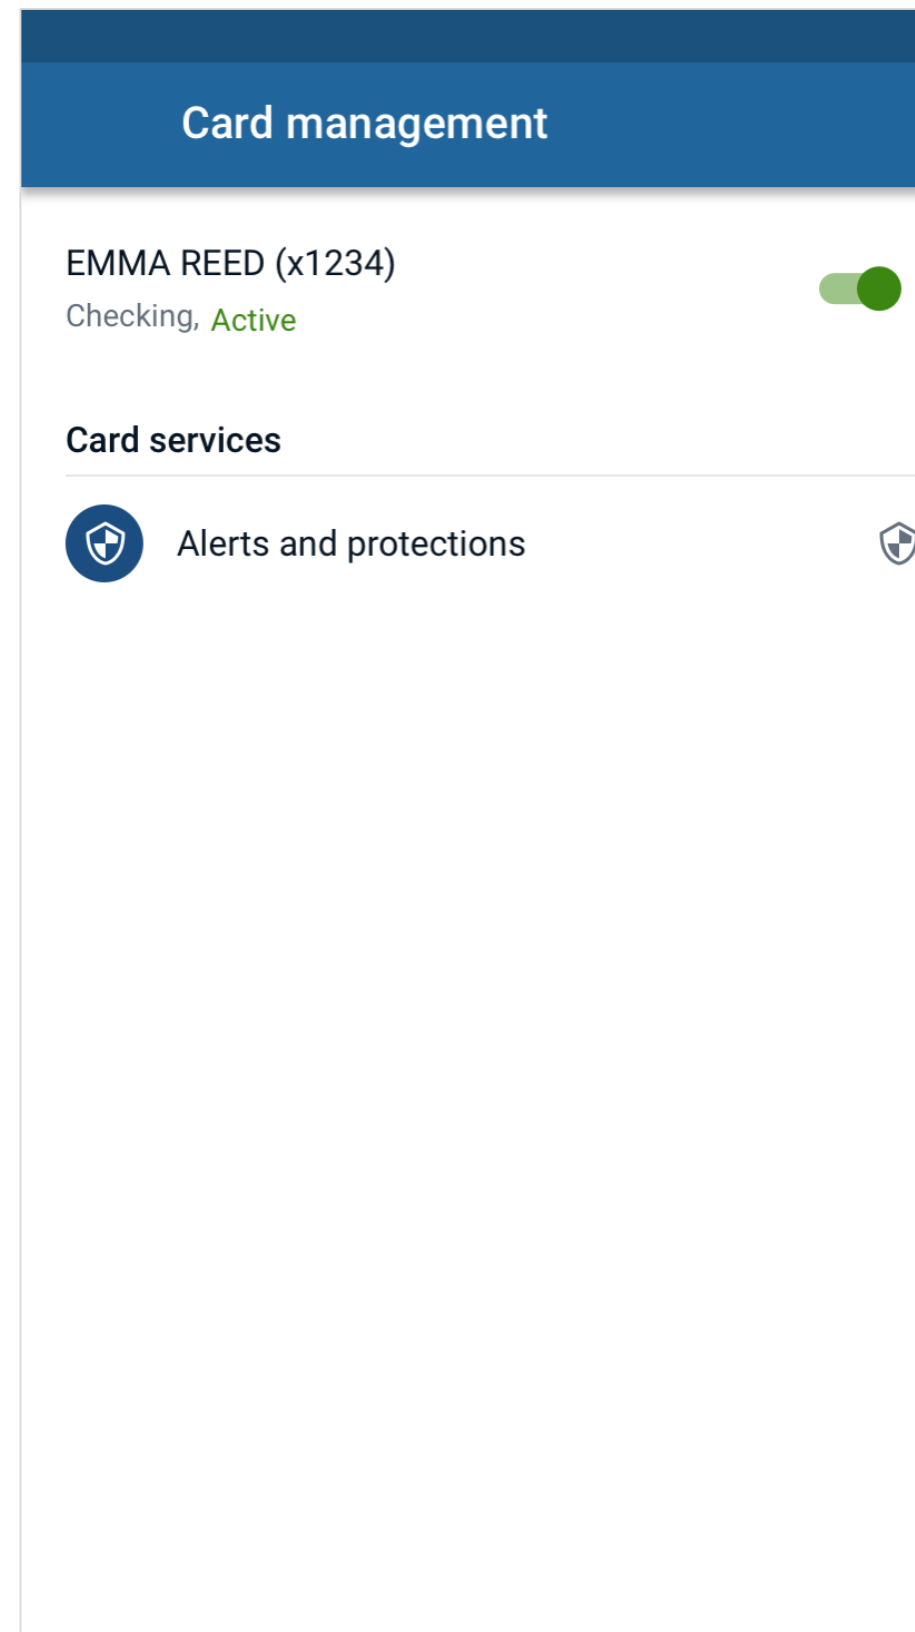 Card management
EMMA REED (x1234)
Checking, Active
Card services
Alerts and protections